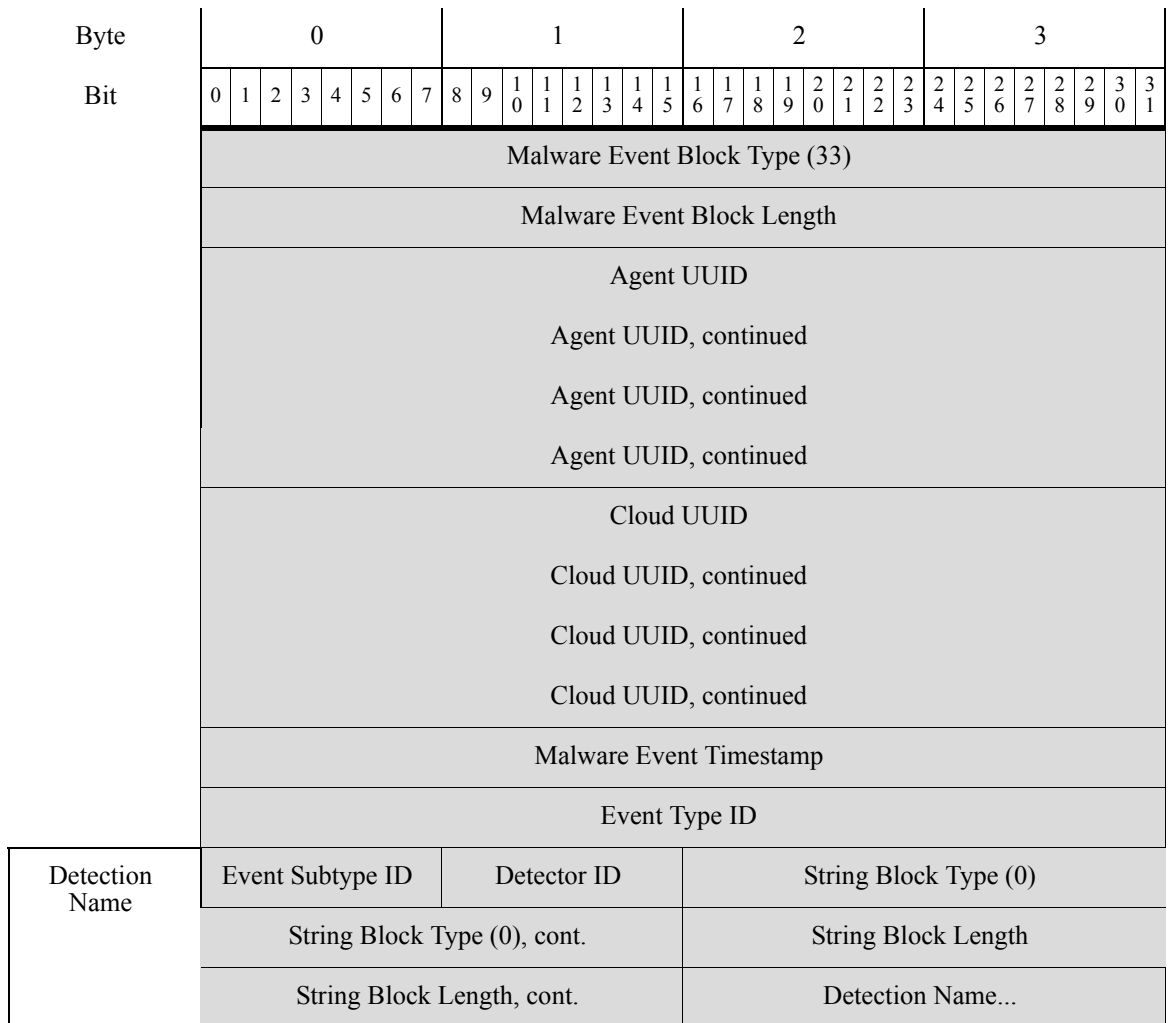 Byte 0 1 2 3
Bit 0 1 2 3 4 5 6 7 8 9 10 11 12 13 14 15 16 17 18 19 20 21 22 23 24 25 26 27 28 29 30 31
Malware Event Block Type (33)
Malware Event Block Length
Agent UUID
Agent UUID, continued
Agent UUID, continued
Agent UUID, continued
Cloud UUID
Cloud UUID, continued
Cloud UUID, continued
Cloud UUID, continued
Malware Event Timestamp
Event Type ID
Detection
Name
Event Subtype ID Detector ID String Block Type (0)
String Block Type (0), cont. String Block Length
String Block Length, cont. Detection Name...